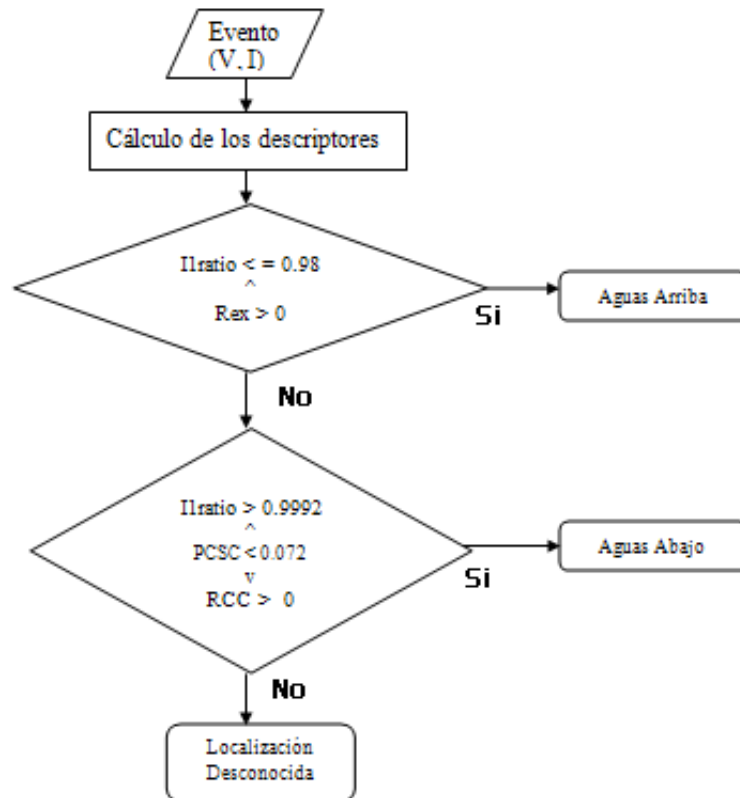 Evento
(V, I)
Cálculo de los descriptores
I1ratio < = 0.98
^
Rex > 0
Si
Aguas Arriba
No
I1ratio > 0.9992
^
PCSC < 0.072
v
RCC > 0
Si
Aguas Abajo
No
Localización
Desconocida